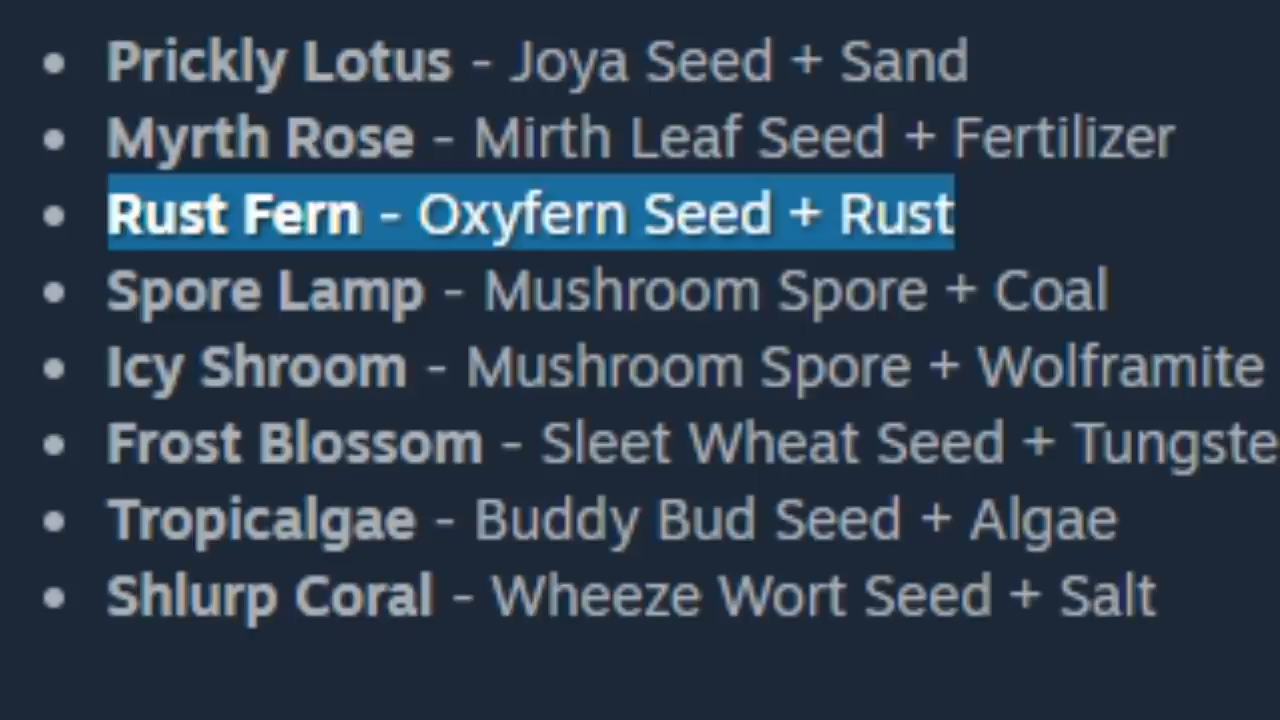 • Prickly Lotus - Joya Seed + Sand
• Myrth Rose - Mirth Leaf Seed + Fertilizer
• Rust Fern - Oxyfern Seed + Rust
• Spore Lamp - Mushroom Spore + Coal
• Icy Shroom - Mushroom Spore + Wolframite
• Frost Blossom - Sleet Wheat Seed + Tungste
• Tropicalgae - Buddy Bud Seed + Algae
• Shlurp Coral - Wheeze Wort Seed + Salt